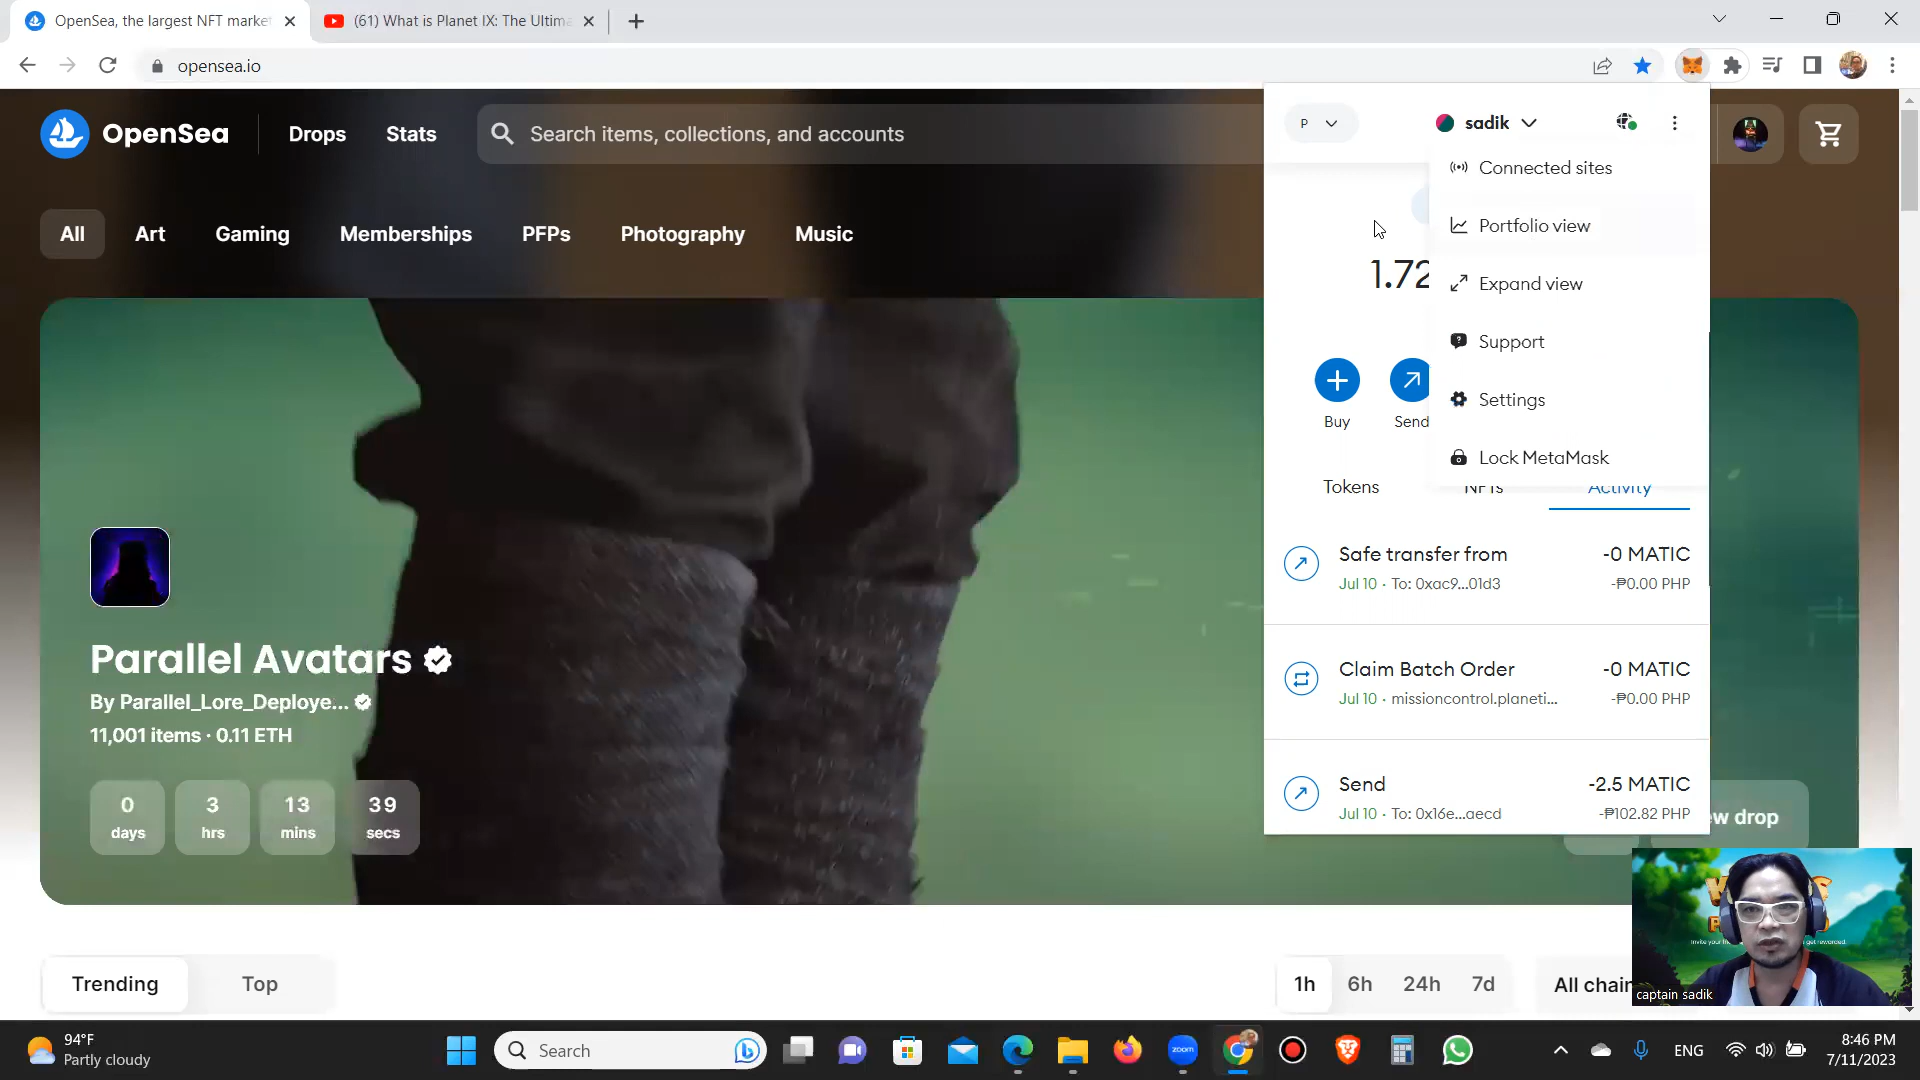 OpenSea, the largest NFT market
(61) What is Planet IX: The Ultima
opensea.io
OpenSea
Drops
Stats
Search items, collections, and accounts
P
sadik
Connected sites
Portfolio view
Expand view
Support
Settings
Lock MetaMask
All
Art
Gaming
Memberships
PFPs
Photography
Music
1.72
Buy
Send
Tokens
NFTs
Activity
Safe transfer from
-0 MATIC
Jul 10 · To: 0xac9...01d3
-₱0.00 PHP
Claim Batch Order
-0 MATIC
Jul 10 · missioncontrol.planeti...
-₱0.00 PHP
Send
-2.5 MATIC
Jul 10 · To: 0x16e...aecd
-₱102.82 PHP
Parallel Avatars
By Parallel_Lore_Deploye...
11,001 items · 0.11 ETH
0
days
3
hrs
13
mins
39
secs
ew drop
Trending
Top
1h
6h
24h
7d
All chain
captain sadik
94°F
Partly cloudy
Search
zoom
ENG
8:46 PM
7/11/2023